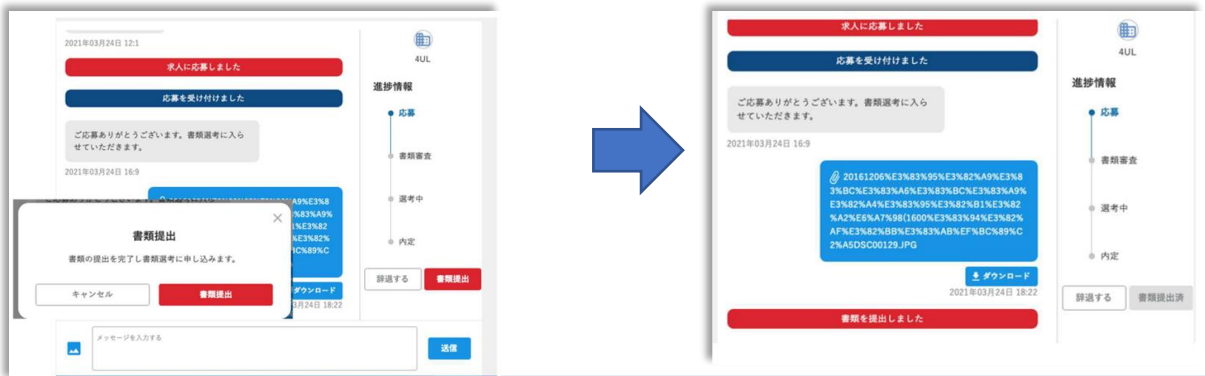 2021年03月24日 12:1
求人に応募しました
応募を受け付けました
ご応募ありがとうございます。書類選考に入ら
せていただきます。
2021年03月24日 16:9
A9%E3%8
%83%A9%
%E3%82
%E3%82%
BC%89%C
ダウンロード
3月24日 18:22
書類提出
書類の提出を完了し書類選考に申し込みます。
キャンセル
書類提出
メッセージを入力する
送信
4UL
進捗情報
応募
書類審査
選考中
内定
辞退する
書類提出
求人に応募しました
応募を受け付けました
ご応募ありがとうございます。書類選考に入ら
せていただきます。
2021年03月24日 16:9
20161206%E3%83%95%E3%82%A9%E3%8
3%BC%E3%83%A6%E3%83%BC%E3%83%A9%
E3%82%A4%E3%83%95%E3%82%B1%E3%82
%A2%E6%A7%98(1600%E3%83%94%E3%82%
AF%E3%82%BB%E3%83%AB%EF%BC%89%C
2%A5DSC00129.JPG
ダウンロード
2021年03月24日 18:22
書類を提出しました
4UL
進捗情報
応募
書類審査
選考中
内定
辞退する
書類提出済